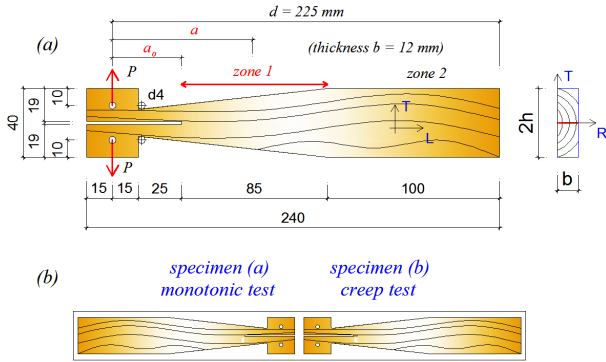 d = 225 mm
(a)
a
aₒ
(thickness b = 12 mm)
P
d4
zone 1
zone 2
T
T
10
19
40
2h
L
R
19
10
P
b
15
15
25
85
100
240
(b)
specimen (a)
monotonic test
specimen (b)
creep test